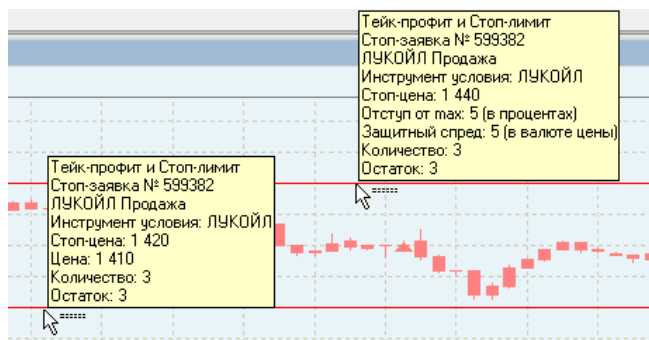 Тейк-профит и Стоп-лимит
Стоп-заявка № 599382
ЛУКОЙЛ Продажа
Инструмент условия: ЛУКОЙЛ
Стоп-цена: 1 440
Отступ от max: 5 (в процентах)
Защитный спред: 5 (в валюте цены)
Количество: 3
Остаток: 3
Тейк-профит и Стоп-лимит
Стоп-заявка № 599382
ЛУКОЙЛ Продажа
Инструмент условия: ЛУКОЙЛ
Стоп-цена: 1 420
Цена: 1 410
Количество: 3
Остаток: 3